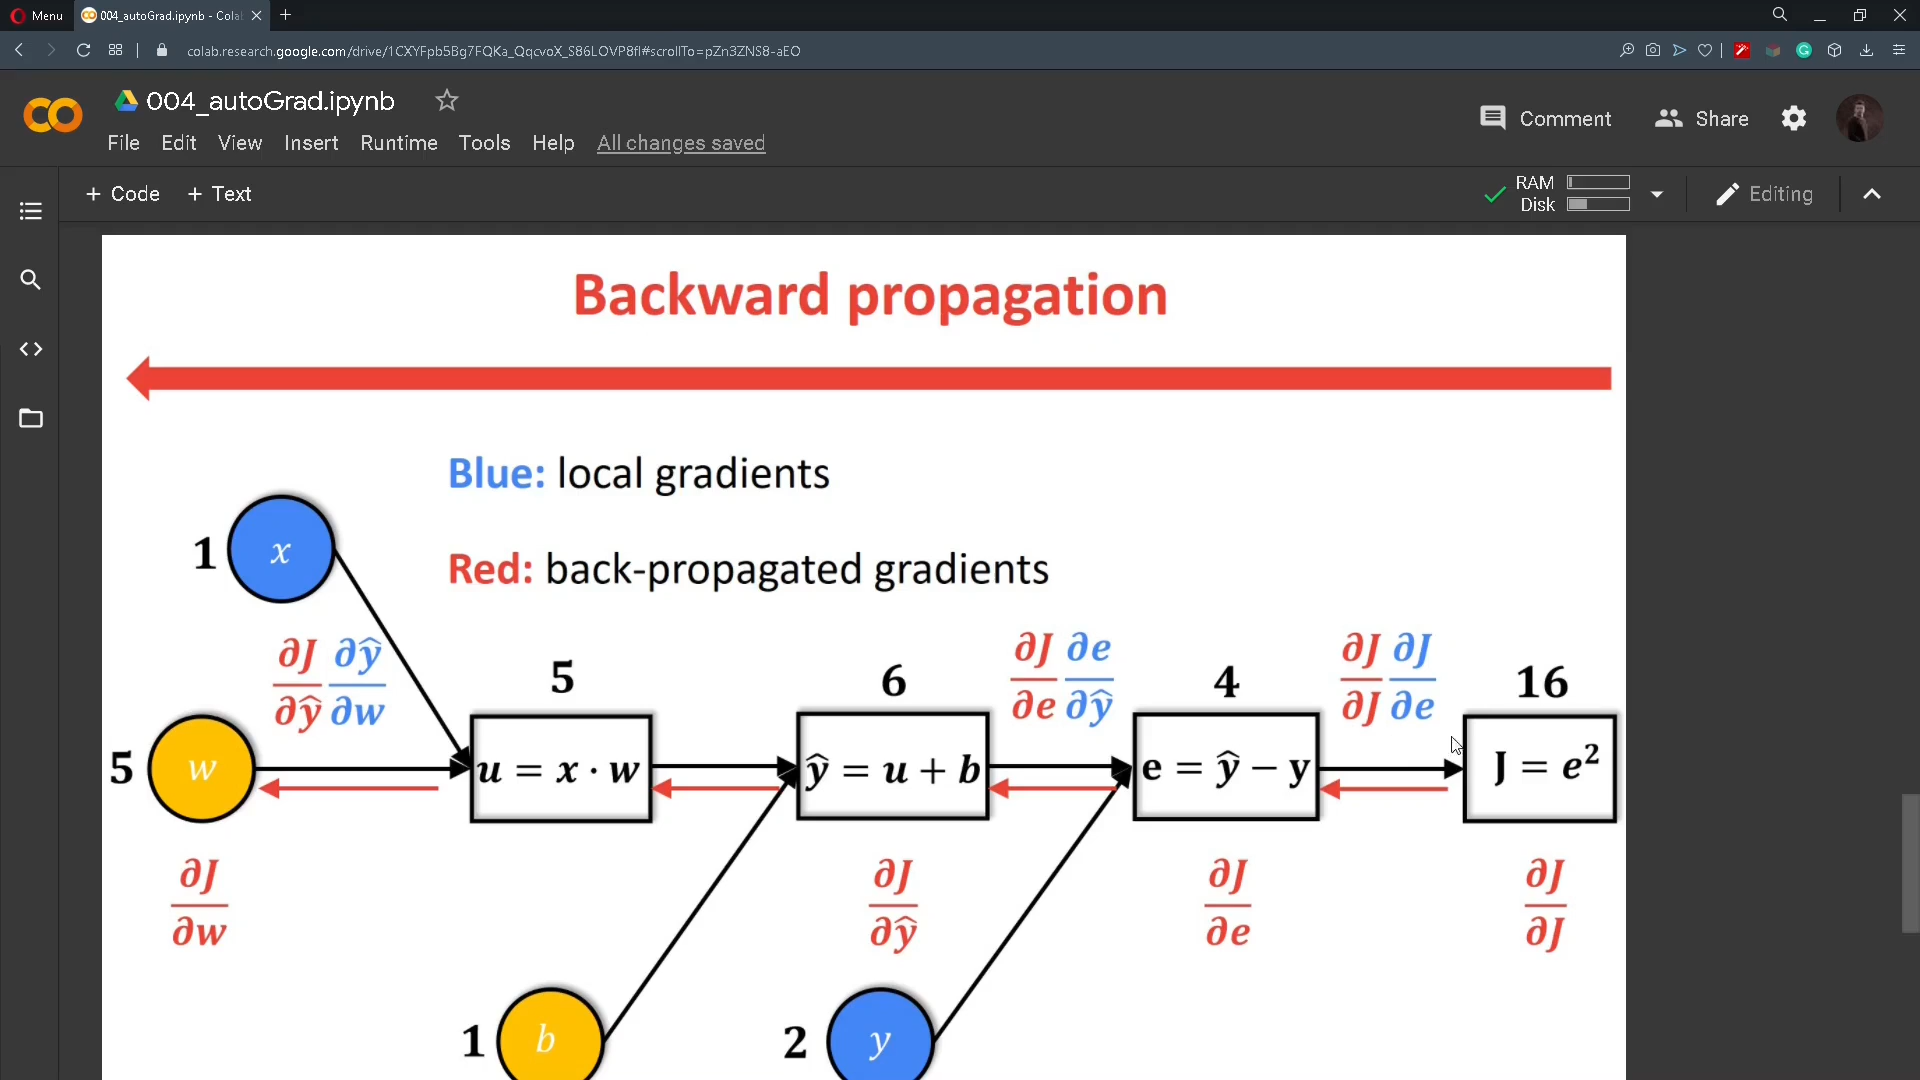 Menu
004_autoGrad.ipynb - Cola
colab.research.google.com/drive/1CXYFpb5Bg7FQKa_QqcvoX_S86LOVP8fI#scrollTo=pZn3ZNS8-aEO
004_autoGrad.ipynb
Comment
Share
File Edit View Insert Runtime Tools Help All changes saved
+ Code + Text
RAM
Disk
Editing
Backward propagation
Blue: local gradients
Red: back-propagated gradients
1 x
∂J/∂ŷ ∂ŷ/∂w
5
6
∂J/∂e ∂e/∂ŷ
4
∂J/∂J ∂J/∂e
16
5 w
u = x · w
ŷ = u + b
e = ŷ − y
J = e²
∂J/∂w
∂J/∂ŷ
∂J/∂e
∂J/∂J
1 b
2 y